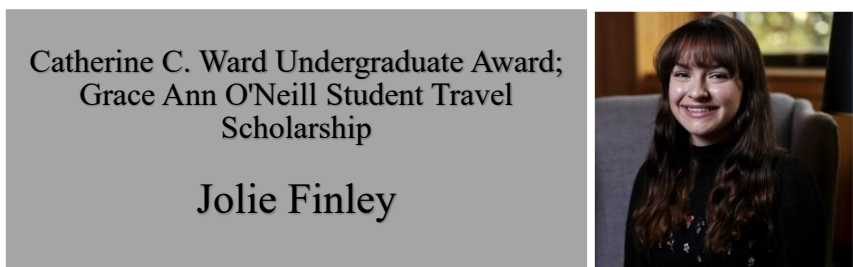 Catherine C. Ward Undergraduate Award;
Grace Ann O'Neill Student Travel
Scholarship
Jolie Finley